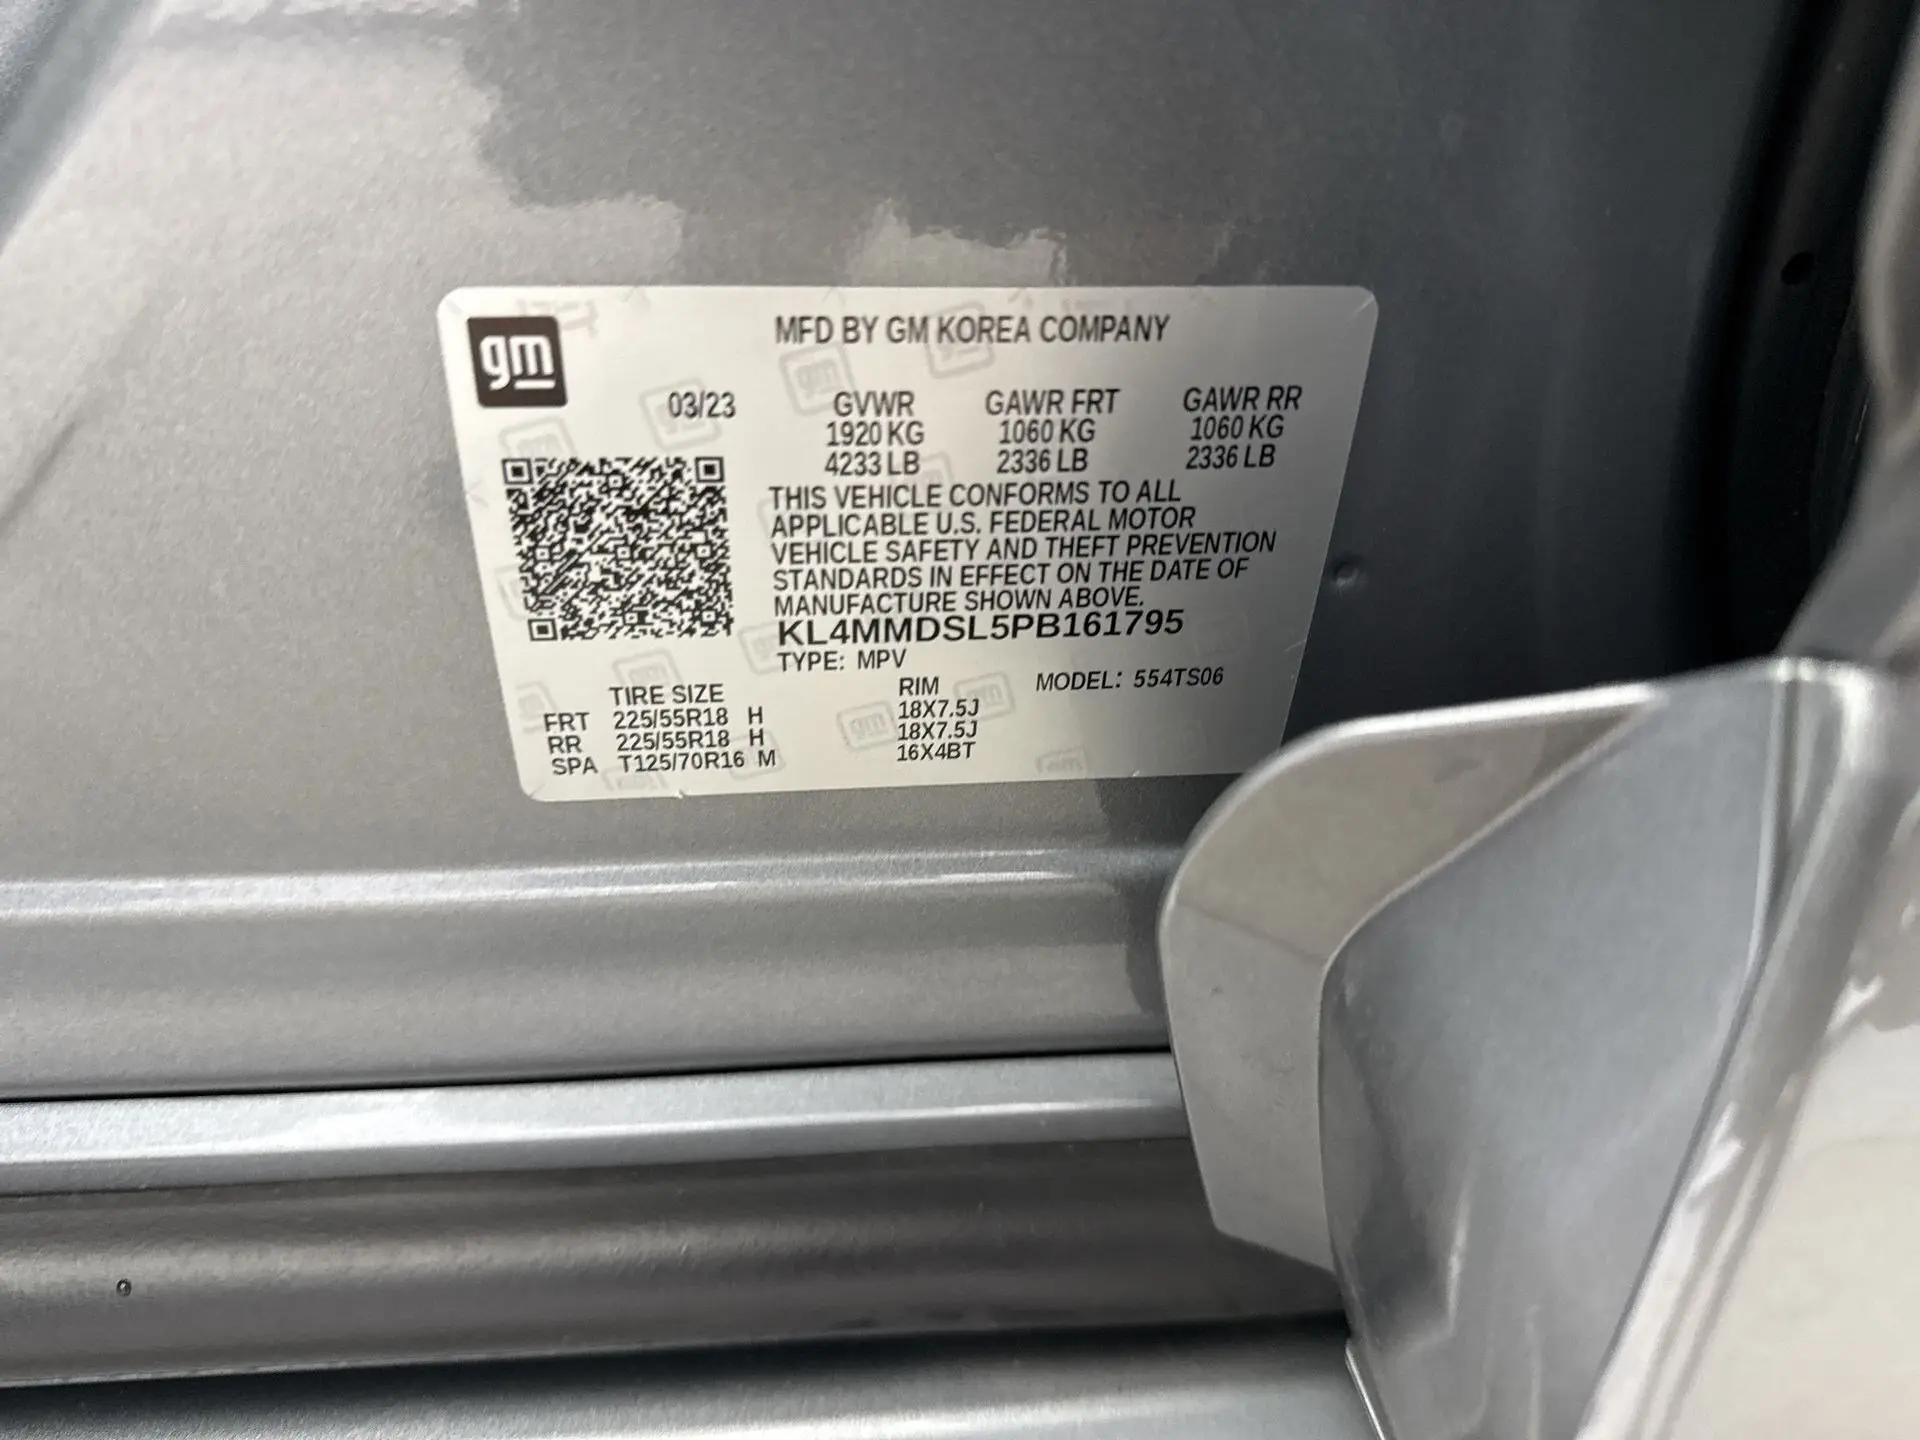 gm
MFD BY GM KOREA COMPANY
03/23 GVWR GAWR FRT GAWR RR
1920 KG 1060 KG 1060 KG
4233 LB 2336 LB 2336 LB
THIS VEHICLE CONFORMS TO ALL
APPLICABLE U.S. FEDERAL MOTOR
VEHICLE SAFETY AND THEFT PREVENTION
STANDARDS IN EFFECT ON THE DATE OF
MANUFACTURE SHOWN ABOVE.
KL4MMDSL5PB161795
TYPE: MPV
TIRE SIZE RIM MODEL: 554TS06
FRT 225/55R18 H 18X7.5J
RR 225/55R18 H 18X7.5J
SPA T125/70R16 M 16X4BT